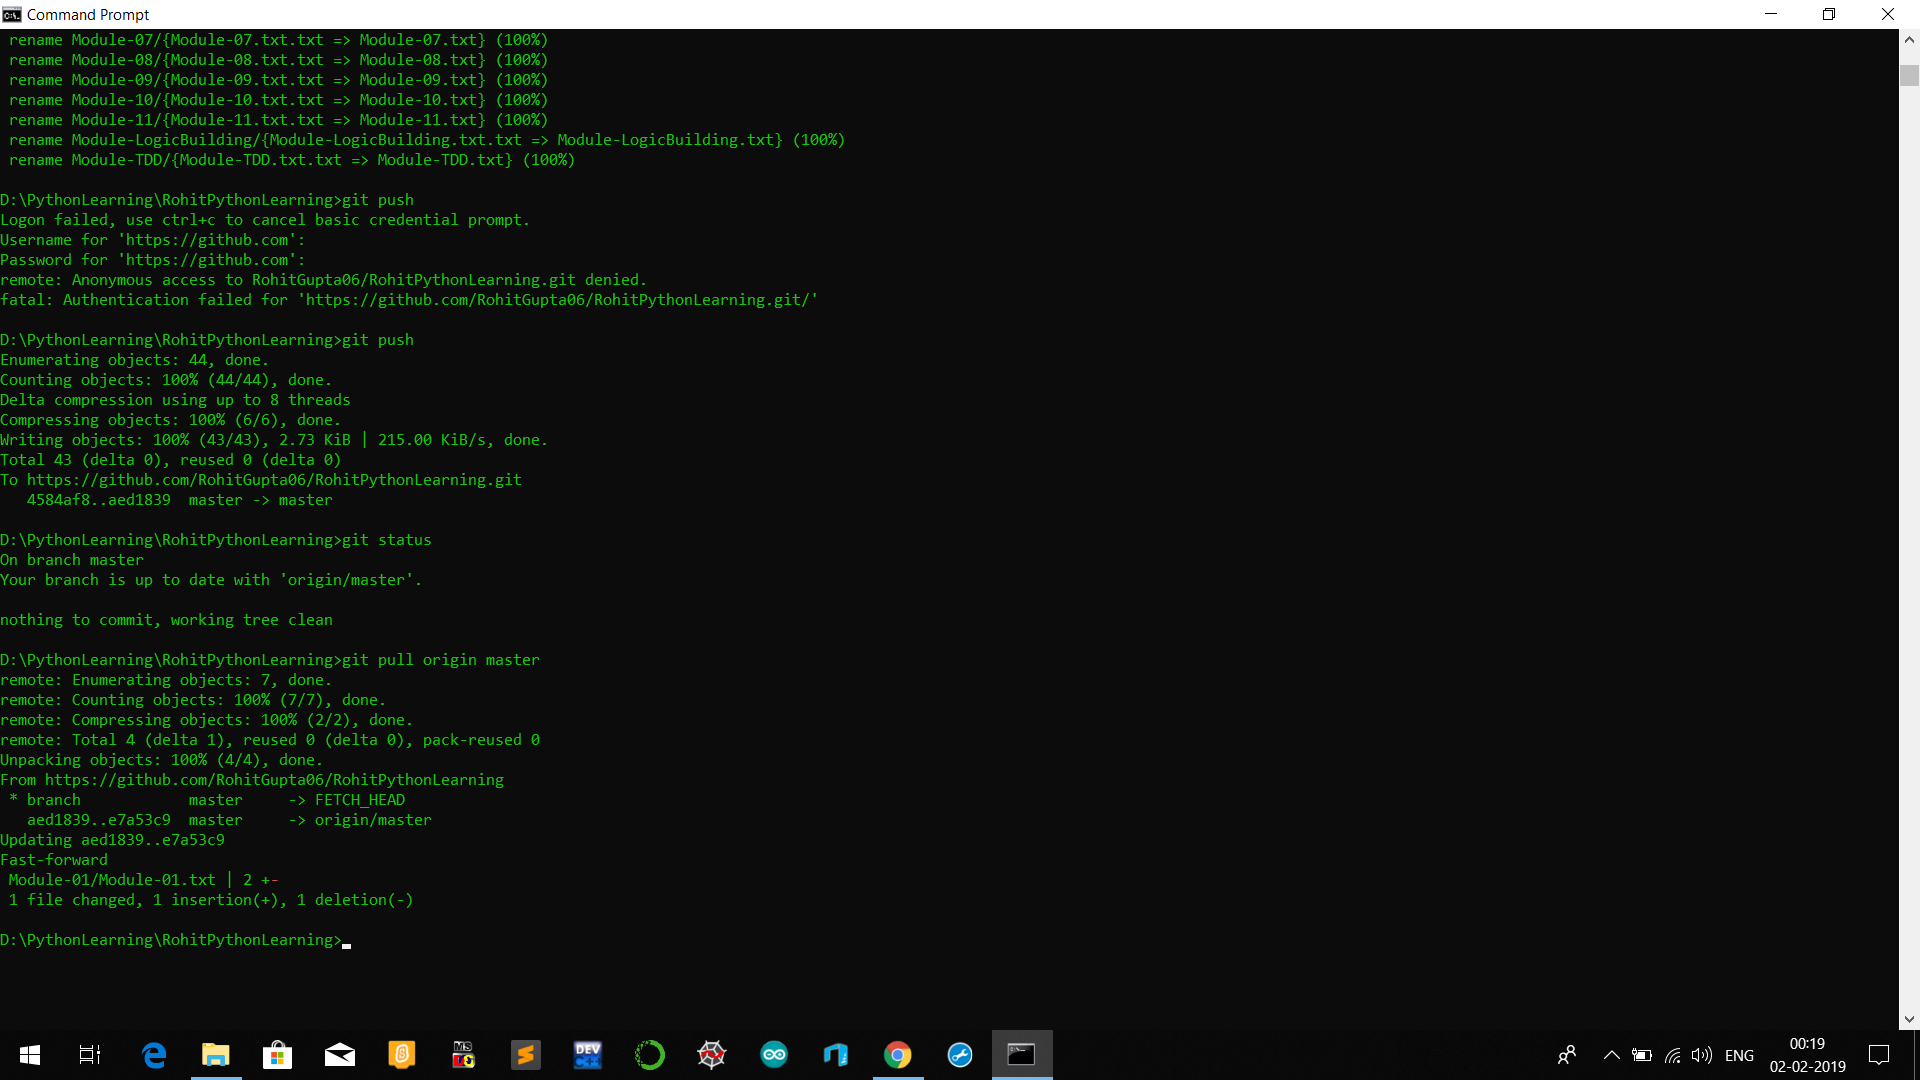 Command Prompt
rename Module-07/{Module-07.txt.txt => Module-07.txt} (100%)
rename Module-08/{Module-08.txt.txt => Module-08.txt} (100%)
rename Module-09/{Module-09.txt.txt => Module-09.txt} (100%)
rename Module-10/{Module-10.txt.txt => Module-10.txt} (100%)
rename Module-11/{Module-11.txt.txt => Module-11.txt} (100%)
rename Module-LogicBuilding/{Module-LogicBuilding.txt.txt => Module-LogicBuilding.txt} (100%)
rename Module-TDD/{Module-TDD.txt.txt => Module-TDD.txt} (100%)
D:\PythonLearning\RohitPythonLearning>git push
Logon failed, use ctrl+c to cancel basic credential prompt.
Username for 'https://github.com':
Password for 'https://github.com':
remote: Anonymous access to RohitGupta06/RohitPythonLearning.git denied.
fatal: Authentication failed for 'https://github.com/RohitGupta06/RohitPythonLearning.git/'
D:\PythonLearning\RohitPythonLearning>git push
Enumerating objects: 44, done.
Counting objects: 100% (44/44), done.
Delta compression using up to 8 threads
Compressing objects: 100% (6/6), done.
Writing objects: 100% (43/43), 2.73 KiB | 215.00 KiB/s, done.
Total 43 (delta 0), reused 0 (delta 0)
To https://github.com/RohitGupta06/RohitPythonLearning.git
4584af8..aed1839  master -> master
D:\PythonLearning\RohitPythonLearning>git status
On branch master
Your branch is up to date with 'origin/master'.
nothing to commit, working tree clean
D:\PythonLearning\RohitPythonLearning>git pull origin master
remote: Enumerating objects: 7, done.
remote: Counting objects: 100% (7/7), done.
remote: Compressing objects: 100% (2/2), done.
remote: Total 4 (delta 1), reused 0 (delta 0), pack-reused 0
Unpacking objects: 100% (4/4), done.
From https://github.com/RohitGupta06/RohitPythonLearning
* branch            master     -> FETCH_HEAD
aed1839..e7a53c9  master     -> origin/master
Updating aed1839..e7a53c9
Fast-forward
Module-01/Module-01.txt | 2 +-
1 file changed, 1 insertion(+), 1 deletion(-)
D:\PythonLearning\RohitPythonLearning>
MS
DEV
C++
ENG
00:19
02-02-2019